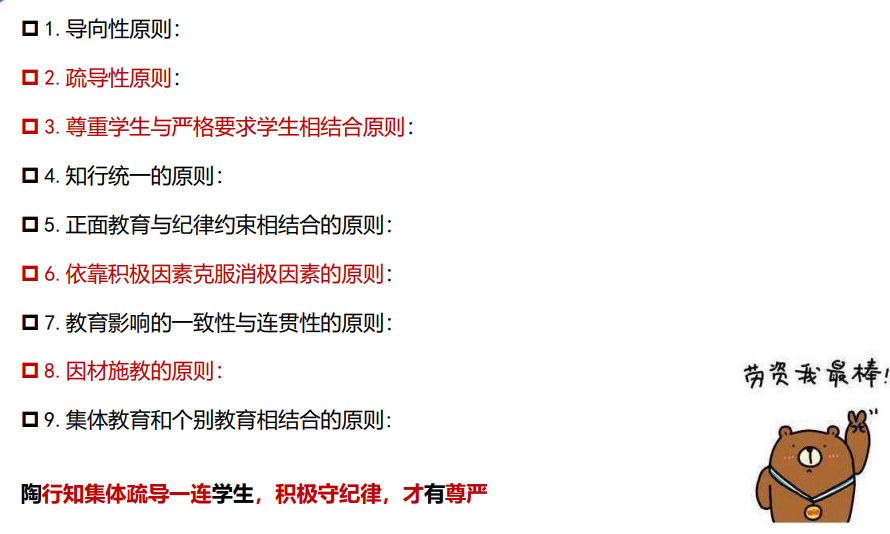 1. 导向性原则：
2. 疏导性原则：
3. 尊重学生与严格要求学生相结合原则：
4. 知行统一的原则：
5. 正面教育与纪律约束相结合的原则：
6. 依靠积极因素克服消极因素的原则：
7. 教育影响的一致性与连贯性的原则：
8. 因材施教的原则：
劳资我最棒！
9. 集体教育和个别教育相结合的原则：
陶行知集体疏导一连学生，积极守纪律，才有尊严